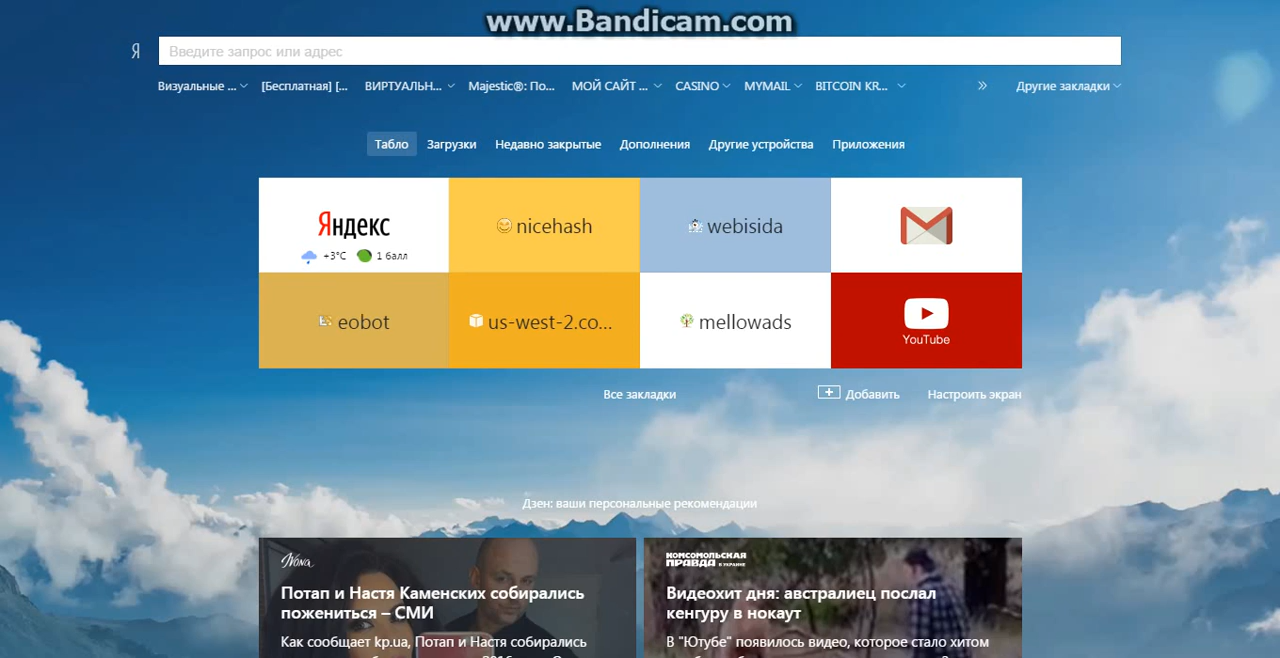 www.Bandicam.com
Я
Введите запрос или адрес
Визуальные ...
[Бесплатная] [...
ВИРТУАЛЬН...
Majestic®: По...
МОЙ САЙТ ...
CASINO
MYMAIL
BITCOIN KR...
»
Другие закладки
Табло
Загрузки
Недавно закрытые
Дополнения
Другие устройства
Приложения
Яндекс
+3°C
1 балл
nicehash
webisida
eobot
us-west-2.co...
mellowads
YouTube
Все закладки
Добавить
Настроить экран
Дзен: ваши персональные рекомендации
Wona
Потап и Настя Каменских собирались
пожениться – СМИ
Как сообщает kp.ua, Потап и Настя собирались
КОМСОМОЛЬСКАЯ
ПРАВДА В УКРАИНЕ
Видеохит дня: австралиец послал
кенгуру в нокаут
В "Ютубе" появилось видео, которое стало хитом